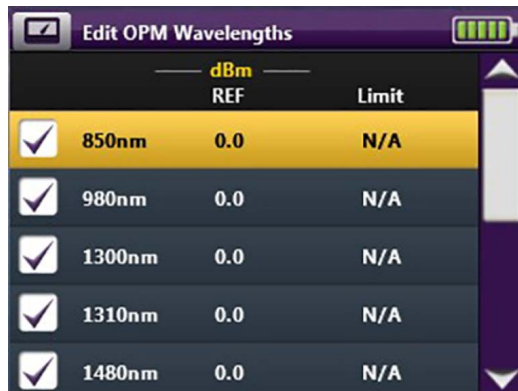 Edit OPM Wavelengths
dBm
REF Limit
850nm 0.0 N/A
980nm 0.0 N/A
1300nm 0.0 N/A
1310nm 0.0 N/A
1480nm 0.0 N/A